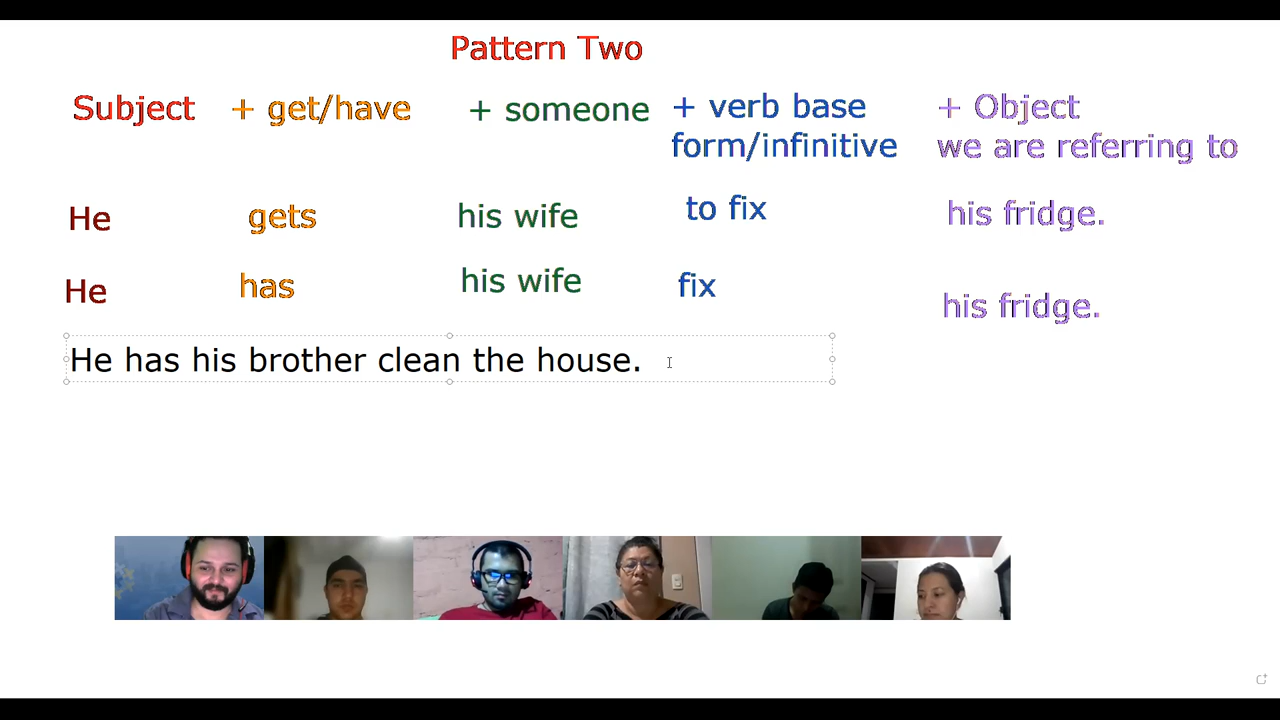 Pattern Two
Subject + get/have + someone + verb base form/infinitive + Object we are referring to
He gets his wife to fix his fridge.
He has his wife fix his fridge.
He has his brother clean the house.